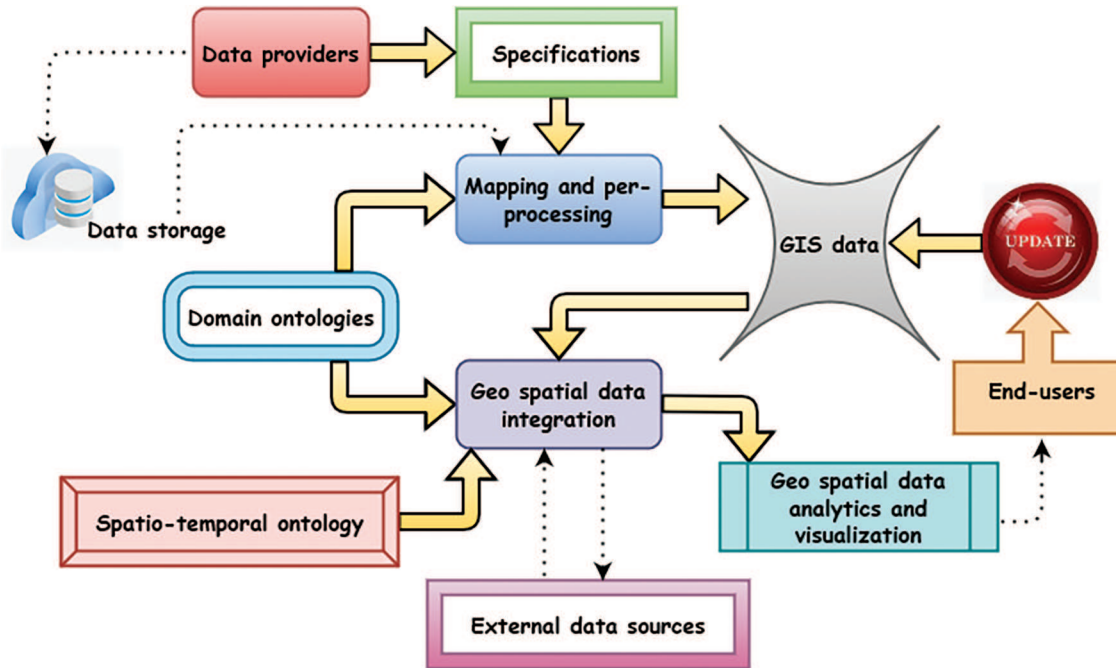 Data providers
Specifications
Mapping and per-
processing
Data storage
GIS data
UPDATE
Domain ontologies
Geo spatial data
integration
End-users
Spatio-temporal ontology
Geo spatial data
analytics and
visualization
External data sources